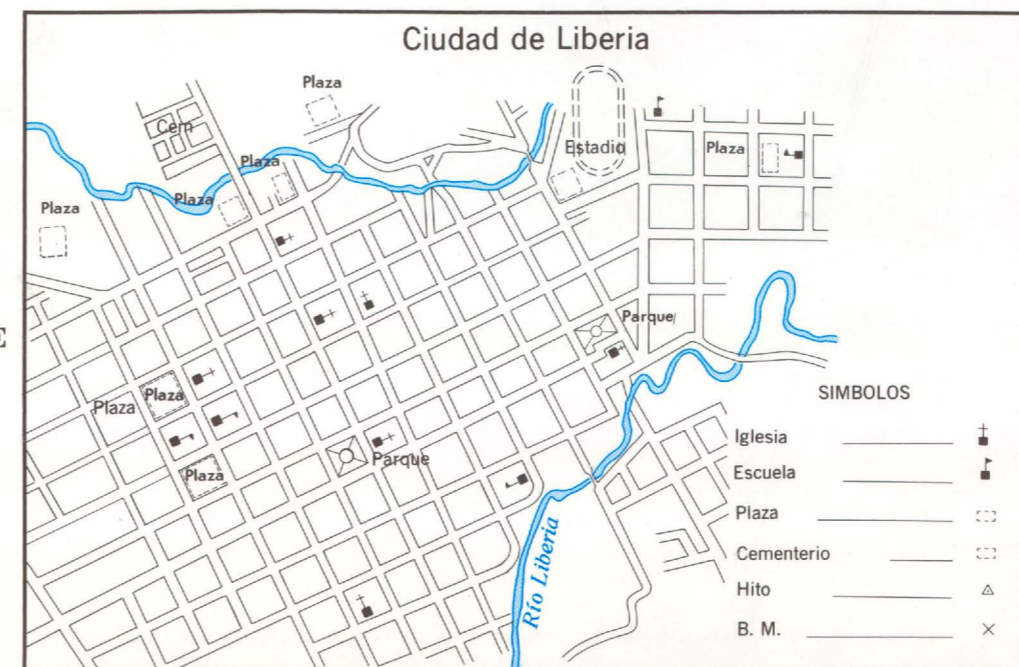 Ciudad de Liberia
Plaza
Cem
Estadio
Plaza
Plaza
Plaza
Plaza
Parque
E
Plaza
Plaza
Parque
Plaza
Río Liberia
SIMBOLOS
Iglesia
Escuela
Plaza
Cementerio
Hito
B. M.